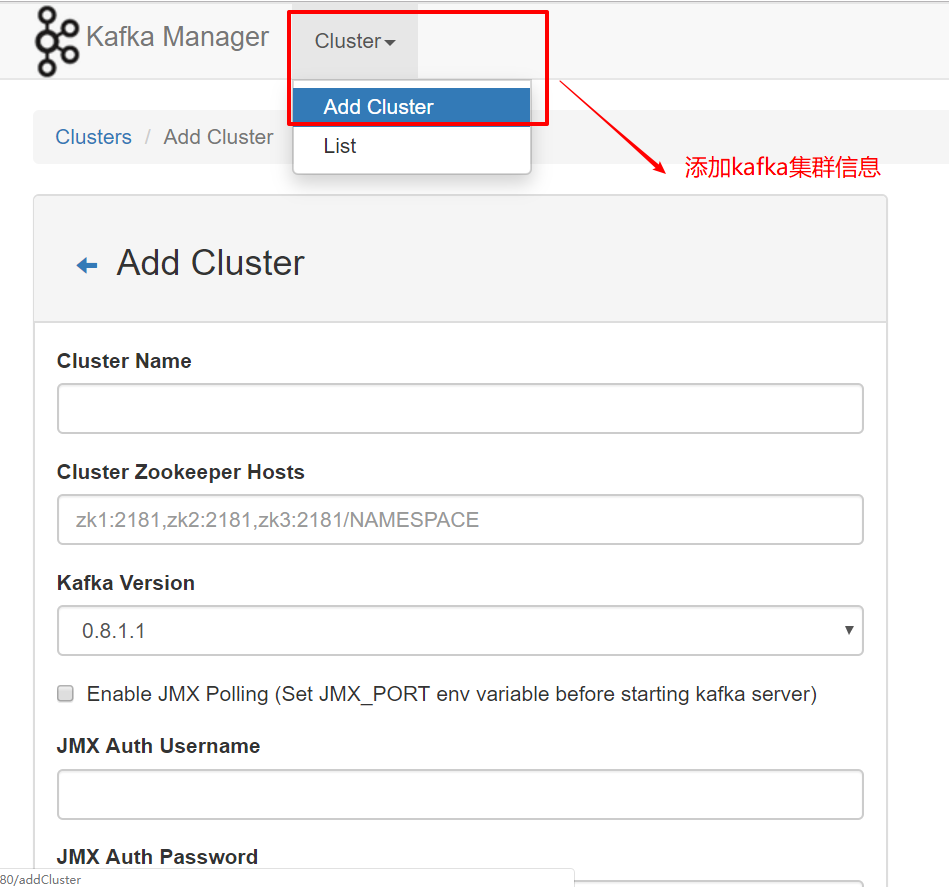 Kafka Manager
Cluster
Add Cluster
List
Clusters / Add Cluster
添加kafka集群信息
Add Cluster
Cluster Name
Cluster Zookeeper Hosts
zk1:2181,zk2:2181,zk3:2181/NAMESPACE
Kafka Version
0.8.1.1
Enable JMX Polling (Set JMX_PORT env variable before starting kafka server)
JMX Auth Username
JMX Auth Password
80/addCluster